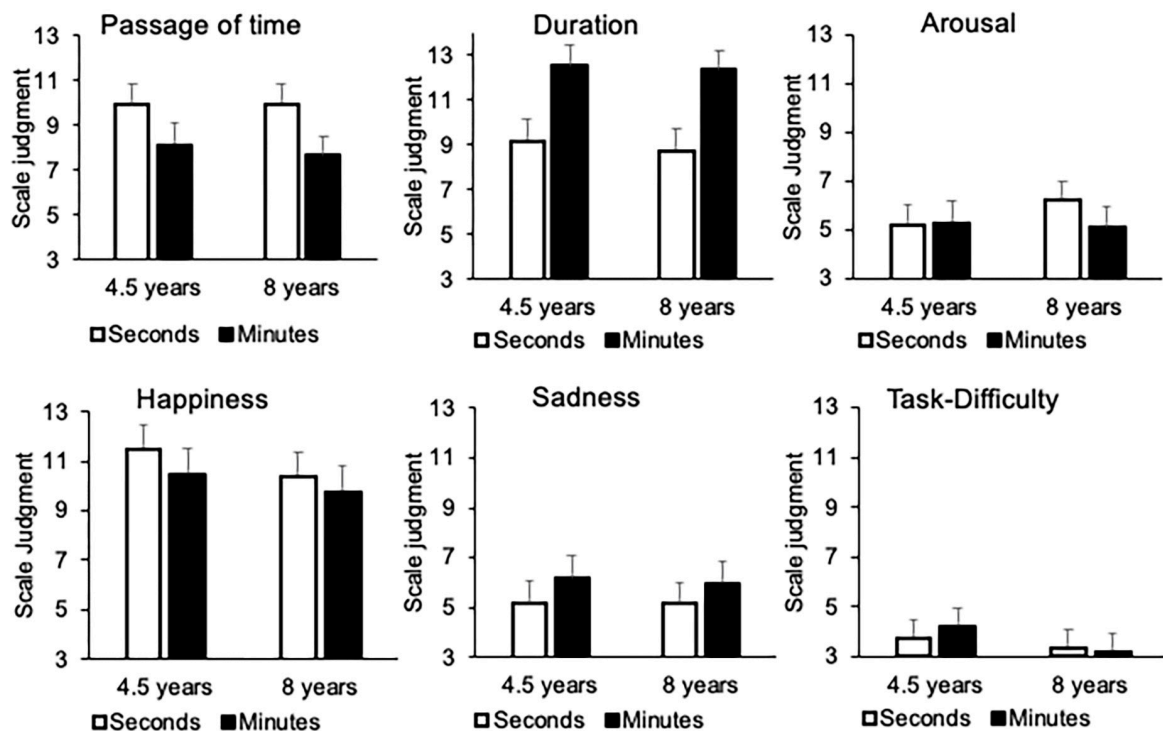 Passage of time
Scale judgment
13
11
9
7
5
3
4.5 years 8 years
Seconds Minutes
Duration
Scale judgment
13
11
9
7
5
3
4.5 years 8 years
Seconds Minutes
Arousal
Scale Judgment
13
11
9
7
5
3
4.5 years 8 years
Seconds Minutes
Happiness
Scale Judgment
13
11
9
7
5
3
4.5 years 8 years
Seconds Minutes
Sadness
Scale judgment
13
11
9
7
5
3
4.5 years 8 years
Seconds Minutes
Task-Difficulty
Scale judgment
13
11
9
7
5
3
4.5 years 8 years
Seconds Minutes